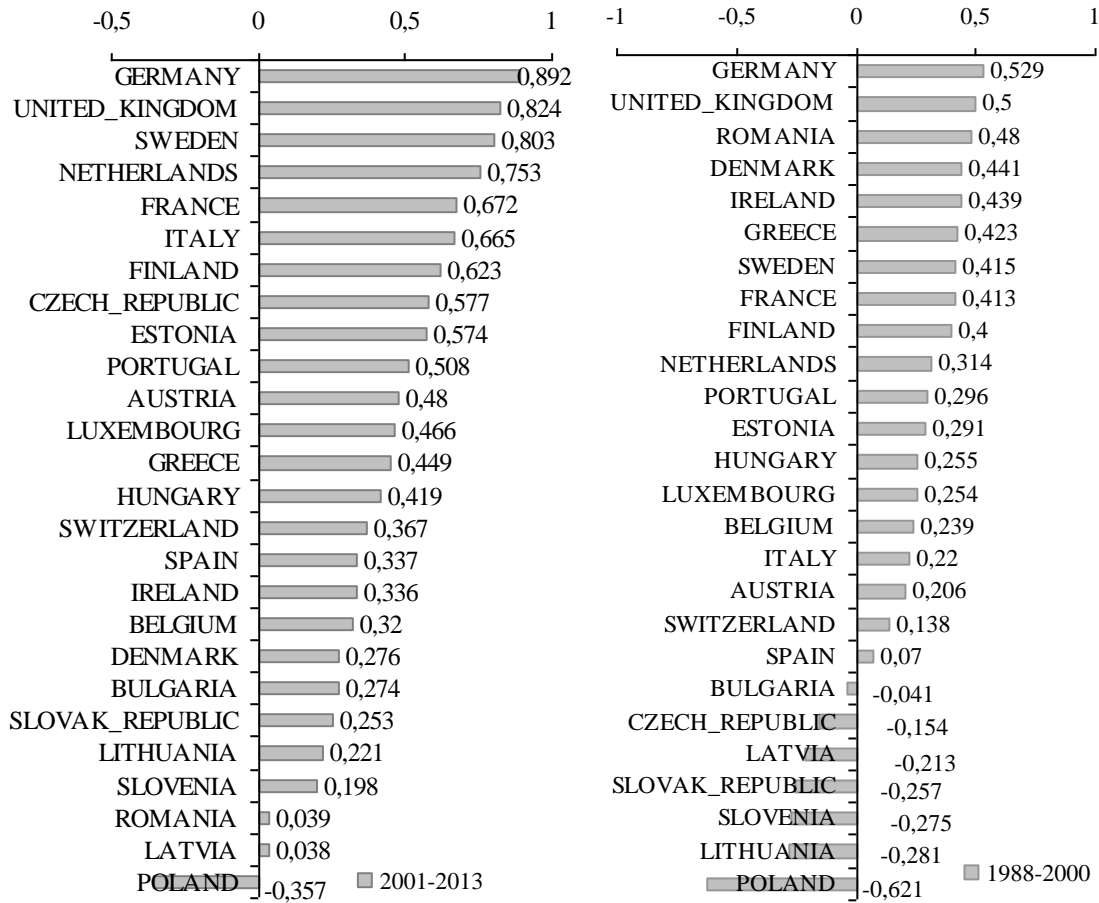 -0,5 0 0,5 1
GERMANY 0,892
UNITED_KINGDOM 0,824
SWEDEN 0,803
NETHERLANDS 0,753
FRANCE 0,672
ITALY 0,665
FINLAND 0,623
CZECH_REPUBLIC 0,577
ESTONIA 0,574
PORTUGAL 0,508
AUSTRIA 0,48
LUXEMBOURG 0,466
GREECE 0,449
HUNGARY 0,419
SWITZERLAND 0,367
SPAIN 0,337
IRELAND 0,336
BELGIUM 0,32
DENMARK 0,276
BULGARIA 0,274
SLOVAK_REPUBLIC 0,253
LITHUANIA 0,221
SLOVENIA 0,198
ROMANIA 0,039
LATVIA 0,038
POLAND -0,357
2001-2013
-1 -0,5 0 0,5 1
GERMANY 0,529
UNITED_KINGDOM 0,5
ROMANIA 0,48
DENMARK 0,441
IRELAND 0,439
GREECE 0,423
SWEDEN 0,415
FRANCE 0,413
FINLAND 0,4
NETHERLANDS 0,314
PORTUGAL 0,296
ESTONIA 0,291
HUNGARY 0,255
LUXEMBOURG 0,254
BELGIUM 0,239
ITALY 0,22
AUSTRIA 0,206
SWITZERLAND 0,138
SPAIN 0,07
BULGARIA -0,041
CZECH_REPUBLIC -0,154
LATVIA -0,213
SLOVAK_REPUBLIC -0,257
SLOVENIA -0,275
LITHUANIA -0,281
POLAND -0,621
1988-2000